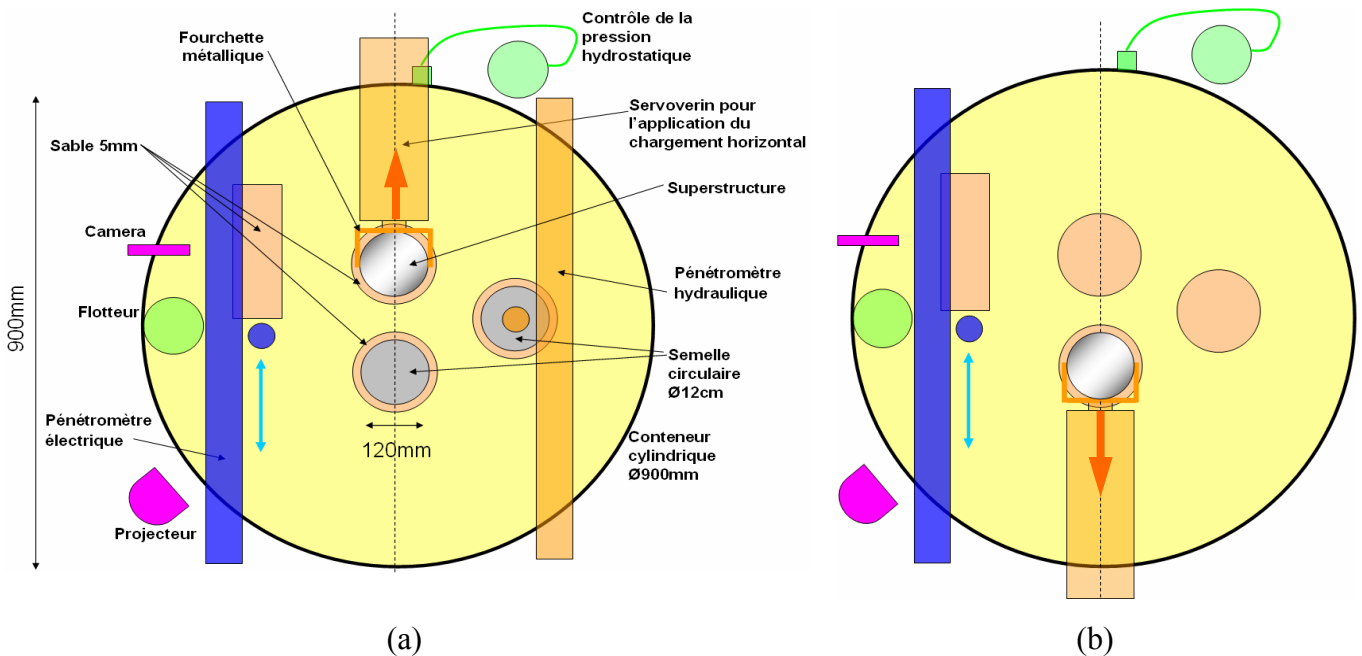 Fourchette
métallique
Contrôle de la
pression
hydrostatique
Sable 5mm
Servoverin pour
l'application du
chargement horizontal
Superstructure
Camera
Pénétromètre
hydraulique
Flotteur
900mm
Semelle
circulaire
Ø12cm
Pénétromètre
électrique
120mm
Conteneur
cylindrique
Ø900mm
Projecteur
(a)
(b)